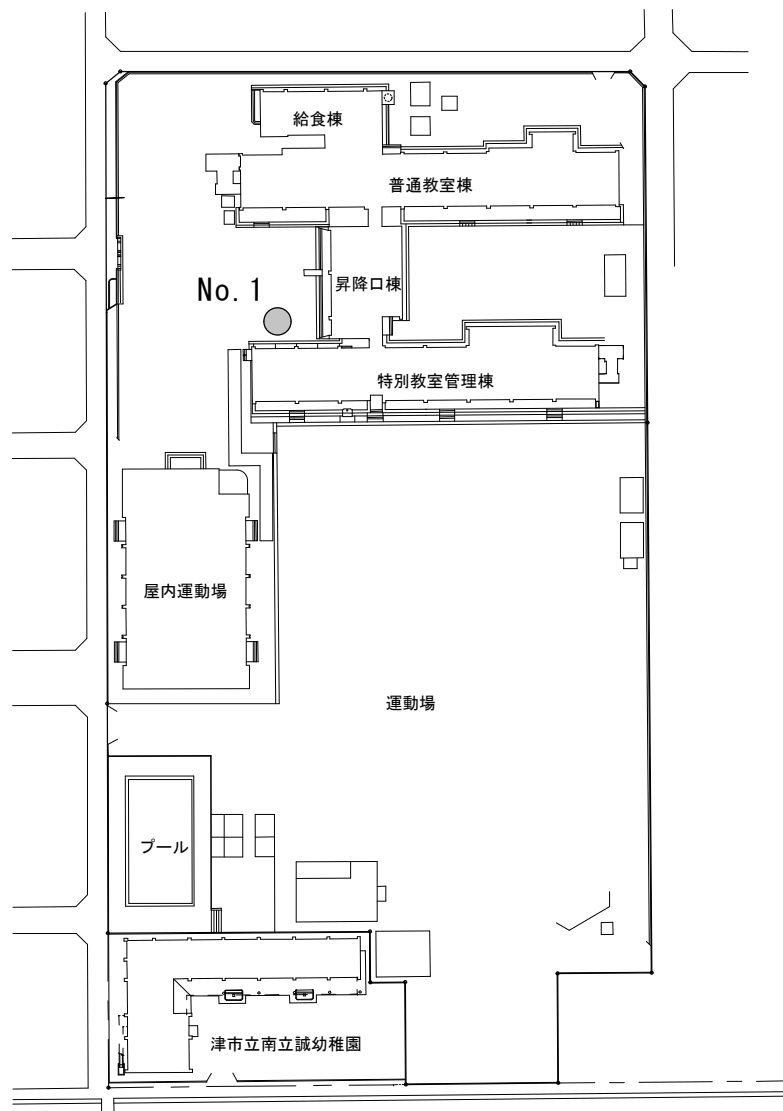 給食棟
普通教室棟
No. 1
昇降口棟
特別教室管理棟
屋内運動場
運動場
プール
津市立南立誠幼稚園